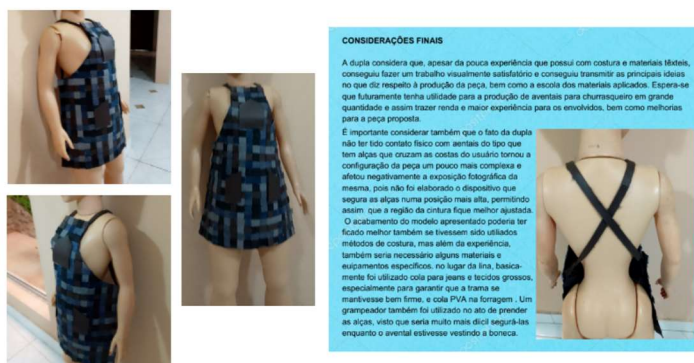 CONSIDERAÇÕES FINAIS
A dupla considera que, apesar da pouca experiência que possui com costura e materiais têxteis,
conseguiu fazer um trabalho visualmente satisfatório e conseguiu transmitir as principais ideias
no que diz respeito à produção da peça, bem como a escola dos materiais aplicados. Espera-se
que futuramente tenha utilidade para a produção de aventais para churrasqueiro em grande
quantidade e assim trazer renda e maior experiência para os envolvidos, bem como melhorias
para a peça proposta.
É importante considerar também que o fato da dupla
não ter tido contato físico com aentais do tipo que
tem alças que cruzam as costas do usuário tornou a
configuração da peça um pouco mais complexa e
afetou negativamente a exposição fotográfica da
mesma, pois não foi elaborado o dispositivo que
segura as alças numa posição mais alta, permitindo
assim, que a região da cintura fique melhor ajustada.
O acabamento do modelo apresentado poderia ter
ficado melhor também se tivessem sido utiliados
métodos de costura, mas além da experiência,
também seria necessário alguns materiais e
euipamentos específicos. no lugar da lina, basica-
mente foi utilizado cola para jeans e tecidos grossos,
especialmente para garantir que a trama se
mantivesse bem firme, e cola PVA na forragem . Um
grampeador também foi utilizado no ato de prender
as alças, visto que seria muito mais diícil segurá-las
enquanto o avental estivesse vestindo a boneca.